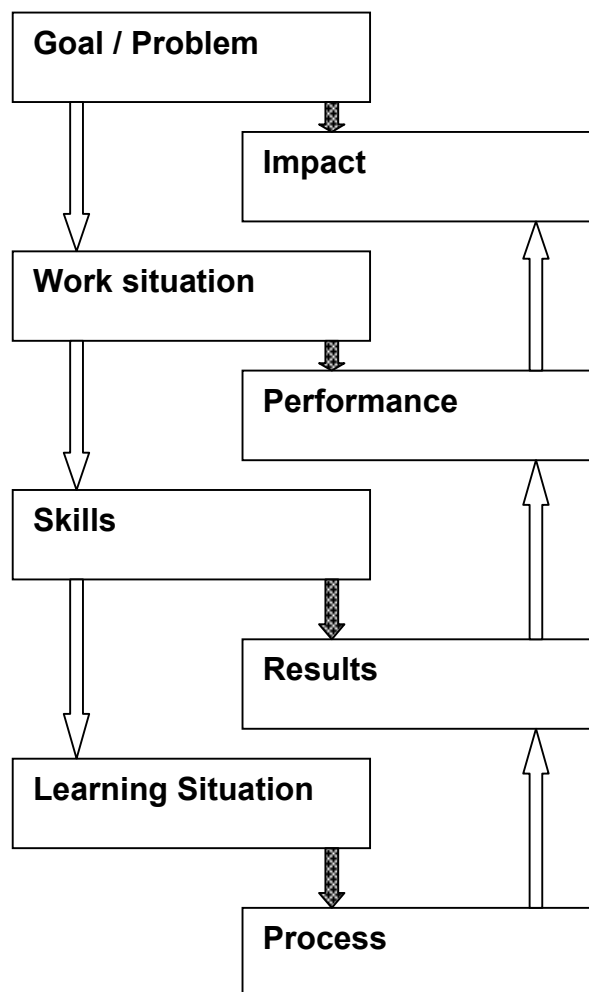 Goal / Problem
Impact
Work situation
Performance
Skills
Results
Learning Situation
Process